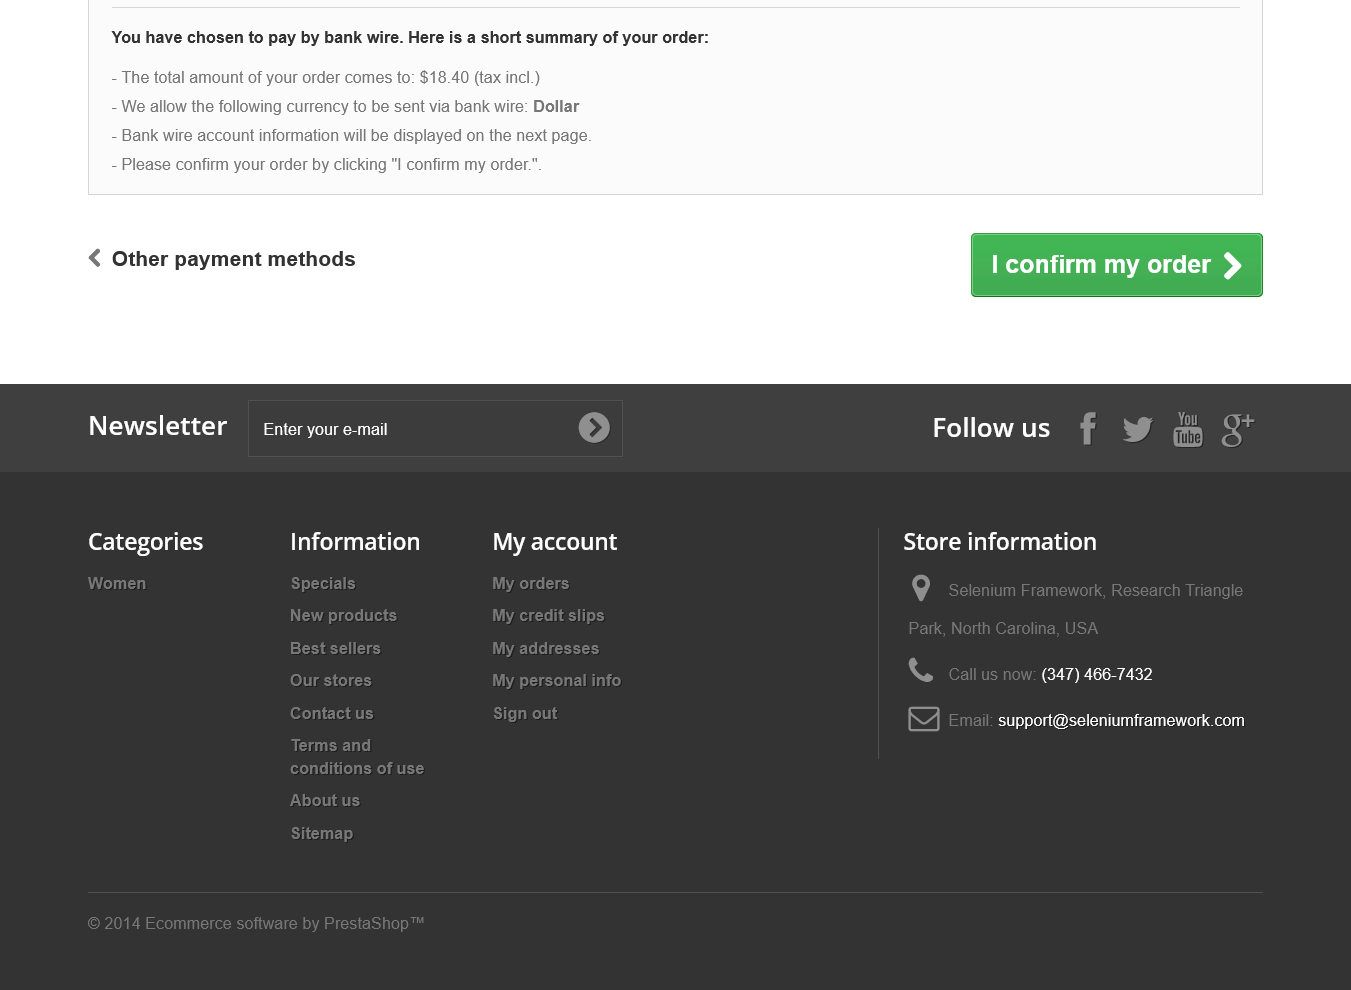 You have chosen to pay by bank wire. Here is a short summary of your order:
- The total amount of your order comes to: $18.40 (tax incl.)
- We allow the following currency to be sent via bank wire: Dollar
- Bank wire account information will be displayed on the next page.
- Please confirm your order by clicking "I confirm my order.".
Other payment methods
I confirm my order
Newsletter
Enter your e-mail
Follow us
You
Tube
g+
Categories
Women
Information
Specials
New products
Best sellers
Our stores
Contact us
Terms and
conditions of use
About us
Sitemap
My account
My orders
My credit slips
My addresses
My personal info
Sign out
Store information
Selenium Framework, Research Triangle
Park, North Carolina, USA
Call us now: (347) 466-7432
Email: support@seleniumframework.com
© 2014 Ecommerce software by PrestaShop™